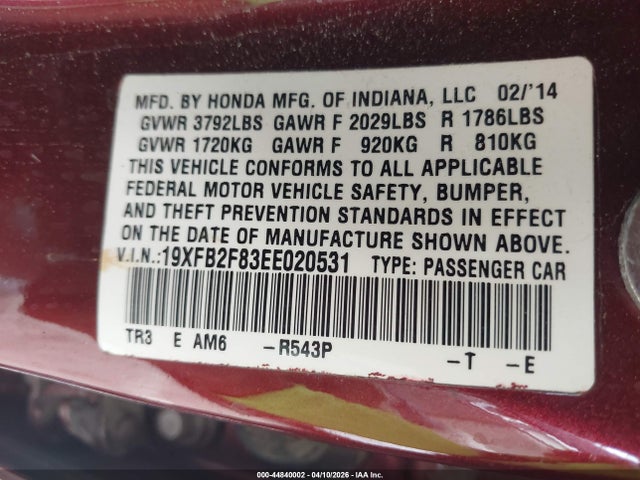 MFD. BY HONDA MFG. OF INDIANA, LLC 02/'14
GVWR 3792LBS GAWR F 2029LBS R 1786LBS
GVWR 1720KG GAWR F 920KG R 810KG
THIS VEHICLE CONFORMS TO ALL APPLICABLE
FEDERAL MOTOR VEHICLE SAFETY, BUMPER,
AND THEFT PREVENTION STANDARDS IN EFFECT
ON THE DATE OF MANUFACTURE SHOWN ABOVE.
V.I.N.:19XFB2F83EE020531 TYPE: PASSENGER CAR
TR3 E AM6 -R543P -T -E
000-44840002 - 04/10/2026 - IAA Inc.